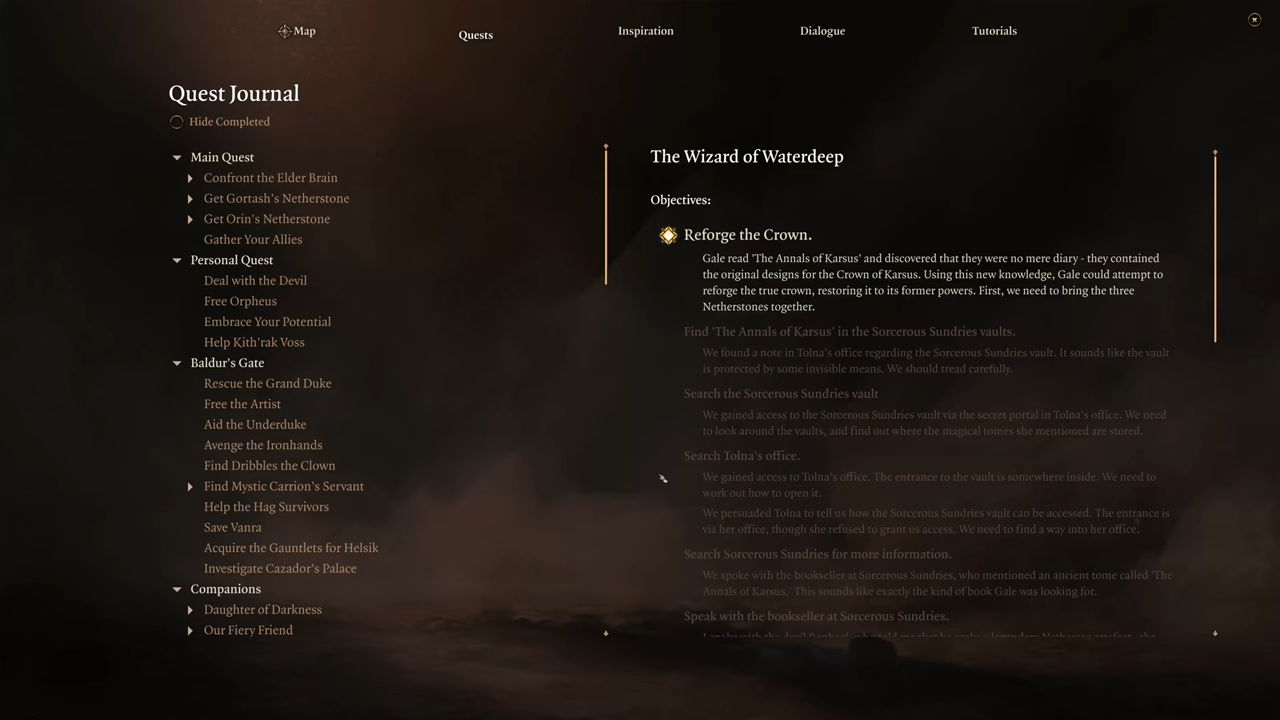 Map
Quests
Inspiration
Dialogue
Tutorials
Quest Journal
Hide Completed
Main Quest
Confront the Elder Brain
Get Gortash's Netherstone
Get Orin's Netherstone
Gather Your Allies
Personal Quest
Deal with the Devil
Free Orpheus
Embrace Your Potential
Help Kith'rak Voss
Baldur's Gate
Rescue the Grand Duke
Free the Artist
Aid the Underduke
Avenge the Ironhands
Find Dribbles the Clown
Find Mystic Carrion's Servant
Help the Hag Survivors
Save Vanra
Acquire the Gauntlets for Helsik
Investigate Cazador's Palace
Companions
Daughter of Darkness
Our Fiery Friend
The Wizard of Waterdeep
Objectives:
Reforge the Crown.
Gale read 'The Annals of Karsus' and discovered that they were no mere diary - they contained
the original designs for the Crown of Karsus. Using this new knowledge, Gale could attempt to
reforge the true crown, restoring it to its former powers. First, we need to bring the three
Netherstones together.
Find 'The Annals of Karsus' in the Sorcerous Sundries vaults.
We found a note in Tolna's office regarding the Sorcerous Sundries vault. It sounds like the vault
is protected by some invisible means. We should tread carefully.
Search the Sorcerous Sundries vault
We gained access to the Sorcerous Sundries vault via the secret portal in Tolna's office. We need
to look around the vaults, and find out where the magical tomes she mentioned are stored.
Search Tolna's office.
We gained access to Tolna's office. The entrance to the vault is somewhere inside. We need to
work out how to open it.
We persuaded Tolna to tell us how the Sorcerous Sundries vault can be accessed. The entrance is
via her office, though she refused to grant us access. We need to find a way into her office.
Search Sorcerous Sundries for more information.
We spoke with the bookseller at Sorcerous Sundries, who mentioned an ancient tome called 'The
Annals of Karsus.' This sounds like exactly the kind of book Gale was looking for.
Speak with the bookseller at Sorcerous Sundries.